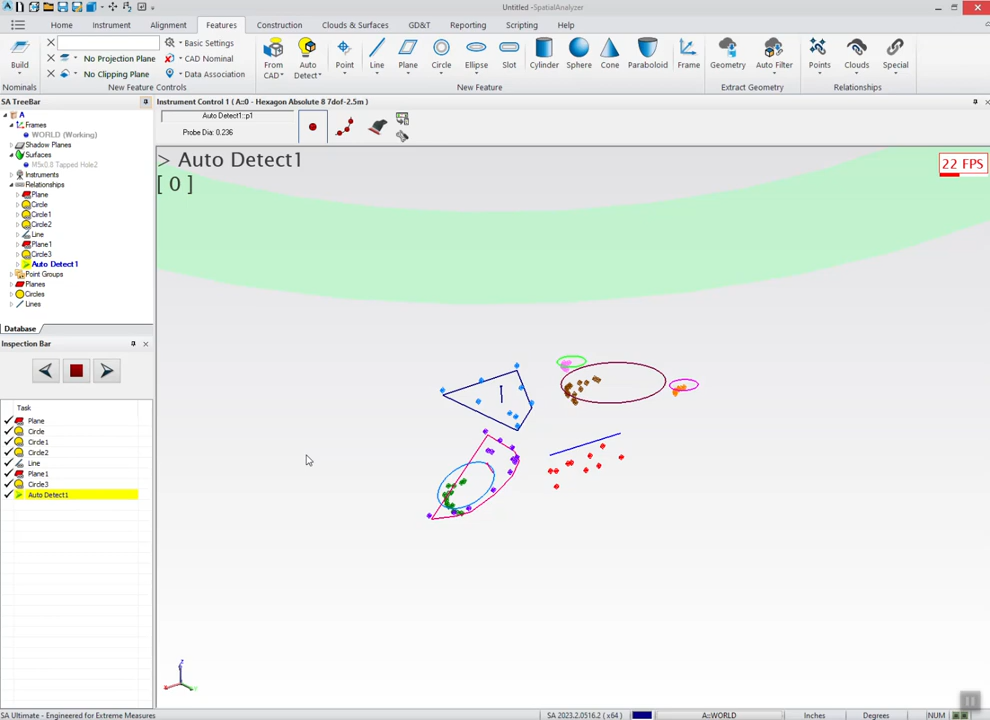 Untitled -SpatialAnalyzer
Home Instrument Alignment Features Construction Clouds & Surfaces GD&T Reporting Scripting Help
Build
Nominals
No Projection Plane
No Clipping Plane
Basic Settings
CAD Nominal
Data Association
New Feature Controls
From CAD
Auto Detect
Point
Line
Plane
Circle
Ellipse
Slot
Cylinder
Sphere
Cone
Paraboloid
Frame
New Feature
Geometry
Auto Filter
Extract Geometry
Points
Clouds
Special
Relationships
SA TreeBar
A
Frames
WORLD (Working)
Shadow Planes
Surfaces
M5x0.8 Tapped Hole2
Instruments
Relationships
Plane
Circle
Circle1
Circle2
Line
Plane1
Circle3
Auto Detect1
Point Groups
Planes
Circles
Lines
Database
Instrument Control 1 ( A::0 - Hexagon Absolute 8 7dof-2.5m )
Auto Detect1::p1
Probe Dia: 0.236
> Auto Detect1
[ 0 ]
22 FPS
Inspection Bar
Task
Plane
Circle
Circle1
Circle2
Line
Plane1
Circle3
Auto Detect1
SA Ultimate - Engineered for Extreme Measures
SA 2023.2.0516.2 ( x64 )
A::WORLD
Inches
Degrees
NUM